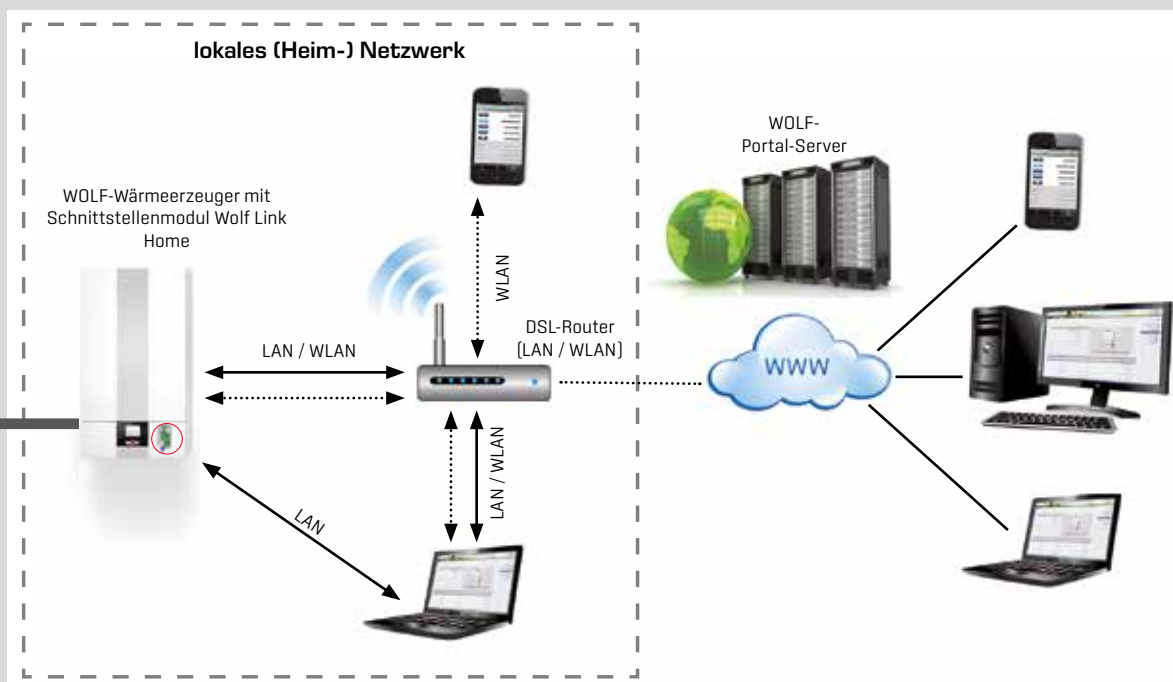 lokales (Heim-) Netzwerk
WOLF-Wärmeerzeuger mit
Schnittstellenmodul Wolf Link
Home
LAN / WLAN
LAN
WLAN
LAN / WLAN
DSL-Router
(LAN / WLAN)
WOLF-
Portal-Server
WWW